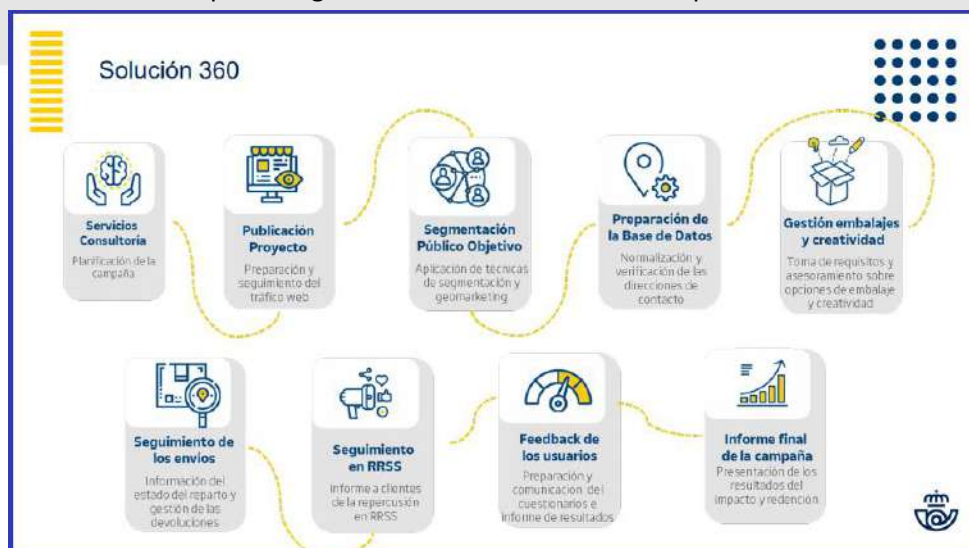 Solución 360
Servicios
Consultoría
Planificación de la
campaña
Publicación
Proyecto
Preparación y
seguimiento del
tráfico web
Segmentación
Público Objetivo
Aplicación de técnicas
de segmentación y
geomarketing
Preparación de
la Base de Datos
Normalización y
verificación de las
direcciones de
contacto
Gestión embalajes
y creatividad
Toma de requisitos y
asesoramiento sobre
opciones de embalaje
y creatividad
Seguimiento de
los envíos
Información del
estado del reparto y
gestión de las
devoluciones
Seguimiento
en RRSS
Informe a clientes
de la repercusión
en RRSS
Feedback de
los usuarios
Preparación y
comunicación del
cuestionarios e
informe de resultados
Informe final
de la campaña
Presentación de los
resultados del
impacto y redención